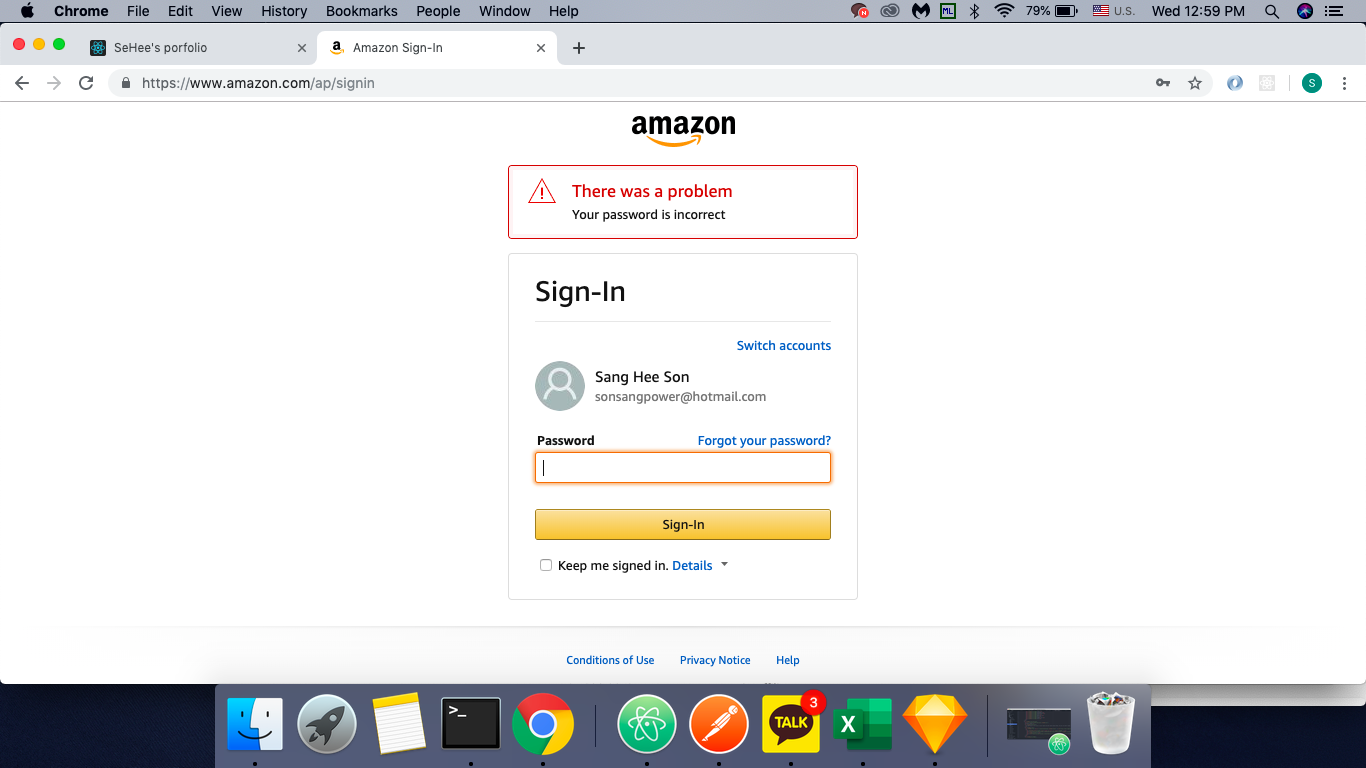 Chrome File Edit View History Bookmarks People Window Help N ML 79% U.S. Wed 12:59 PM
SeHee's porfolio a Amazon Sign-In
https://www.amazon.com/ap/signin S
amazon
There was a problem
Your password is incorrect
Sign-In
Switch accounts
Sang Hee Son
sonsangpower@hotmail.com
Password Forgot your password?
Sign-In
Keep me signed in. Details
Conditions of Use Privacy Notice Help
>_ TALK 3 X